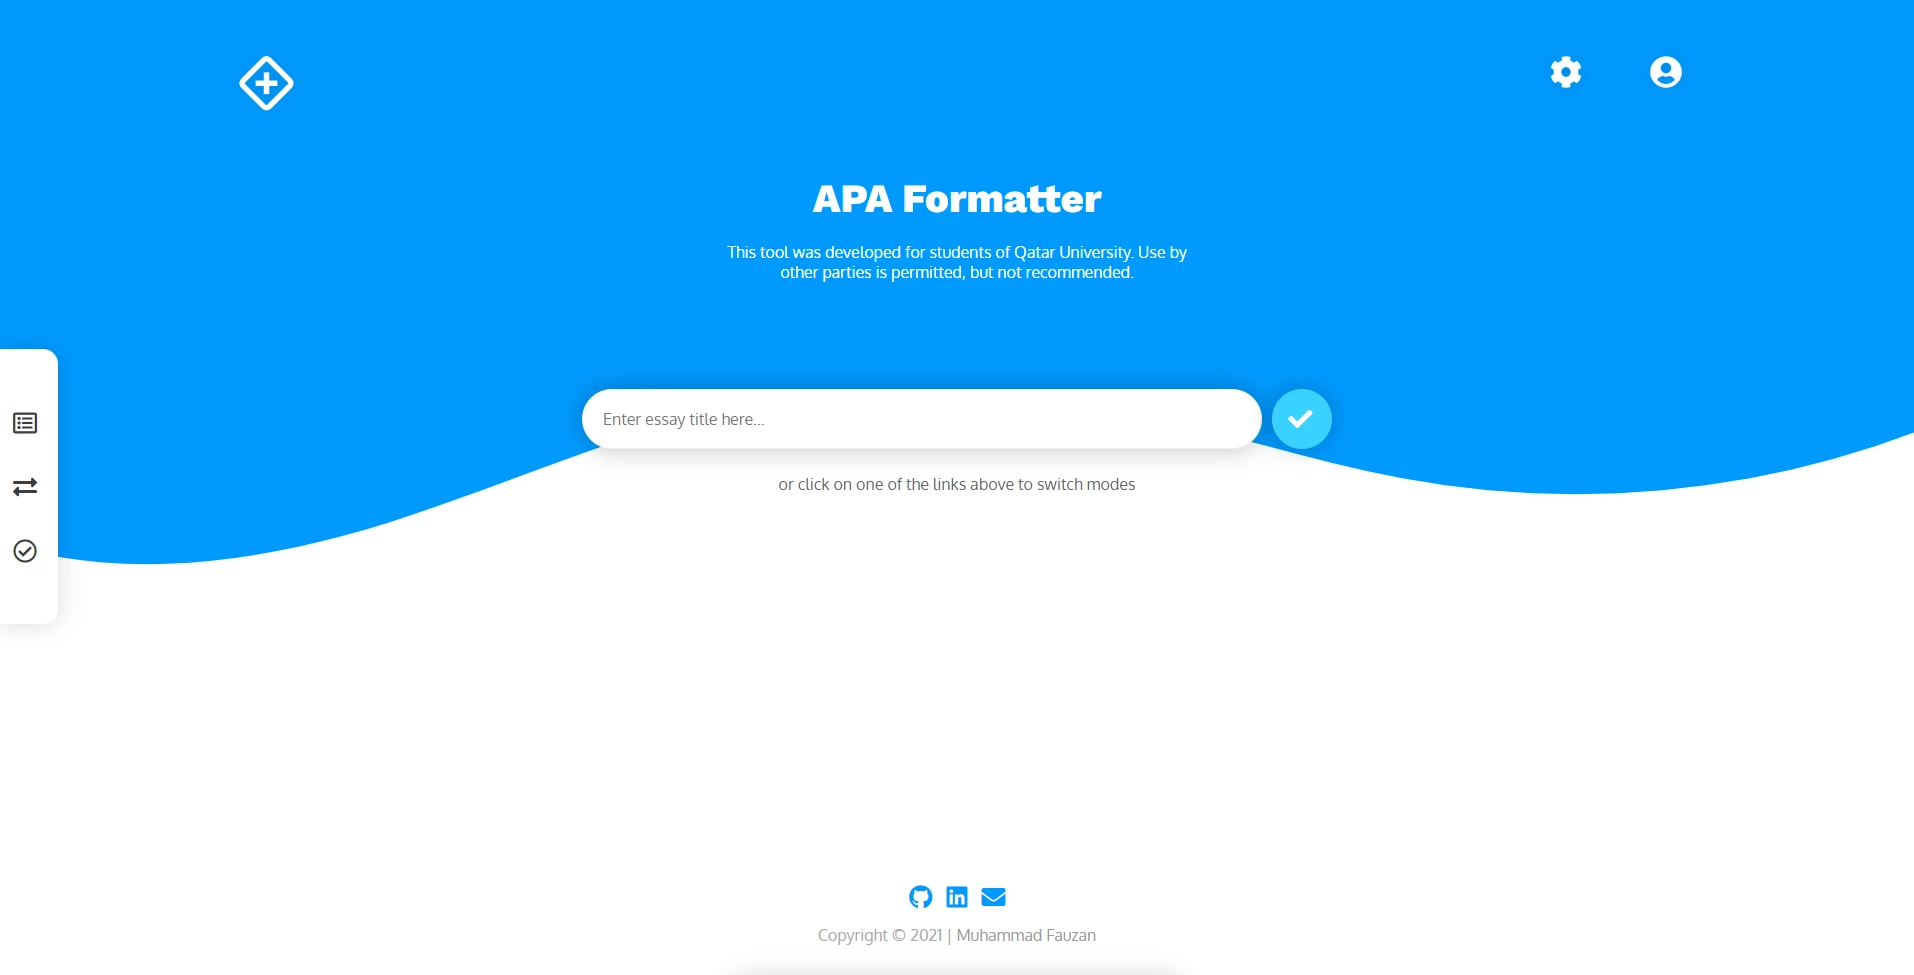 APA Formatter
This tool was developed for students of Qatar University. Use by
other parties is permitted, but not recommended.
Enter essay title here...
or click on one of the links above to switch modes
Copyright © 2021 | Muhammad Fauzan